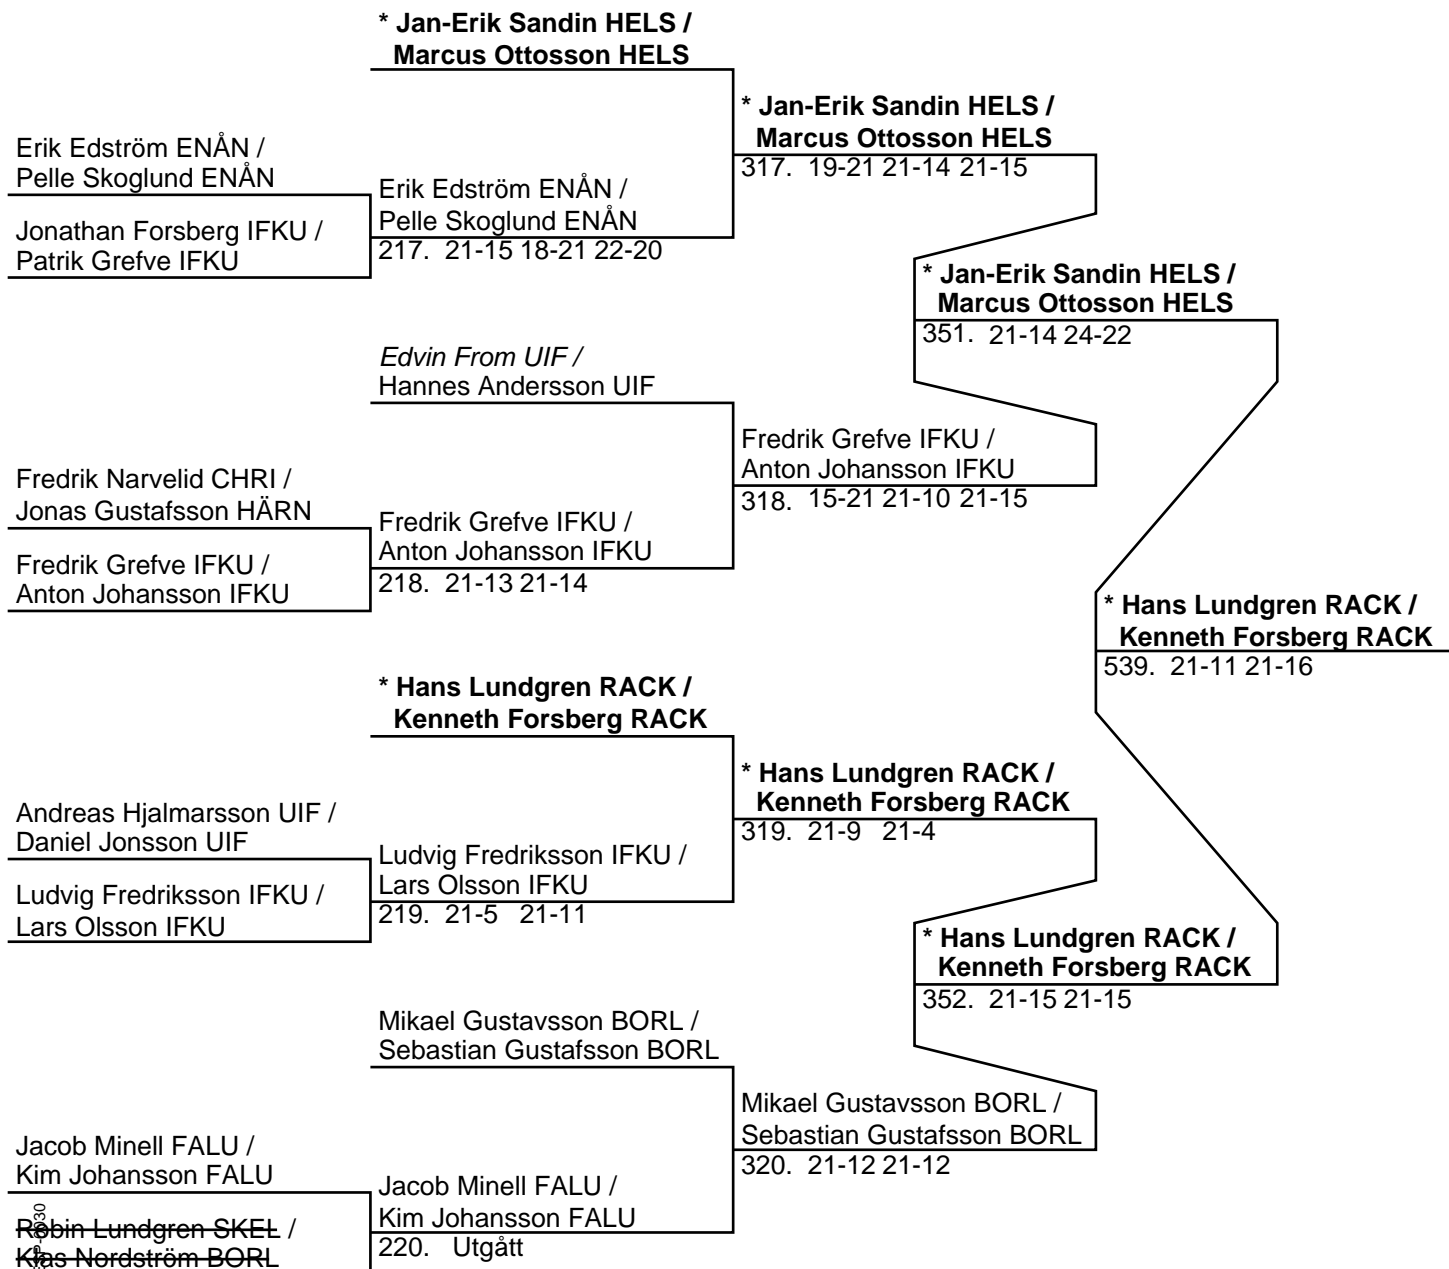 * Jan-Erik Sandin HELS /
Marcus Ottosson HELS
* Jan-Erik Sandin HELS /
Marcus Ottosson HELS
317. 19-21 21-14 21-15
Erik Edström ENÅN /
Pelle Skoglund ENÅN
Erik Edström ENÅN /
Pelle Skoglund ENÅN
217. 21-15 18-21 22-20
Jonathan Forsberg IFKU /
Patrik Grefve IFKU
* Jan-Erik Sandin HELS /
Marcus Ottosson HELS
351. 21-14 24-22
Edvin From UIF /
Hannes Andersson UIF
Fredrik Grefve IFKU /
Anton Johansson IFKU
318. 15-21 21-10 21-15
Fredrik Narvelid CHRI /
Jonas Gustafsson HÄRN
Fredrik Grefve IFKU /
Anton Johansson IFKU
218. 21-13 21-14
Fredrik Grefve IFKU /
Anton Johansson IFKU
* Hans Lundgren RACK /
Kenneth Forsberg RACK
539. 21-11 21-16
* Hans Lundgren RACK /
Kenneth Forsberg RACK
* Hans Lundgren RACK /
Kenneth Forsberg RACK
319. 21-9 21-4
Andreas Hjalmarsson UIF /
Daniel Jonsson UIF
Ludvig Fredriksson IFKU /
Lars Olsson IFKU
219. 21-5 21-11
Ludvig Fredriksson IFKU /
Lars Olsson IFKU
* Hans Lundgren RACK /
Kenneth Forsberg RACK
352. 21-15 21-15
Mikael Gustavsson BORL /
Sebastian Gustafsson BORL
Mikael Gustavsson BORL /
Sebastian Gustafsson BORL
320. 21-12 21-12
Jacob Minell FALU /
Kim Johansson FALU
Jacob Minell FALU /
Kim Johansson FALU
220. Utgått
Robin Lundgren SKEL /
Klas Nordström BORL